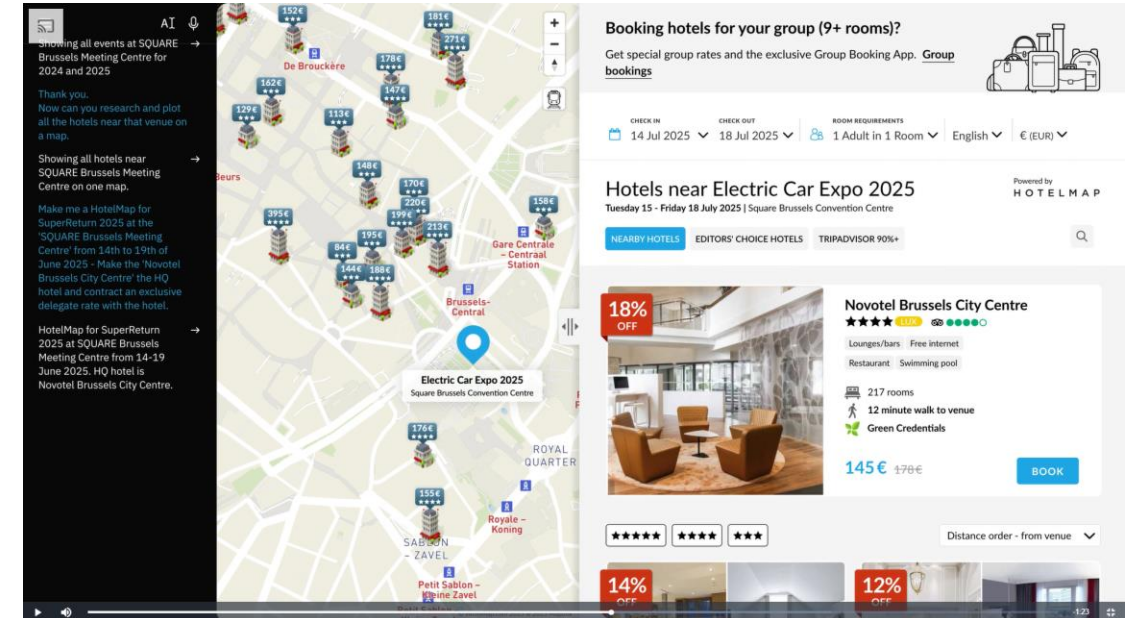 AI
Showing all events at SQUARE →
Brussels Meeting Centre for
2024 and 2025
Thank you.
Now can you research and plot
all the hotels near that venue on
a map.
Showing all hotels near →
SQUARE Brussels Meeting
Centre on one map.
Make me a HotelMap for
SuperReturn 2025 at the
'SQUARE Brussels Meeting
Centre' from 14th to 19th of
June 2025 - Make the 'Novotel
Brussels City Centre' the HQ
hotel and contract an exclusive
delegate rate with the hotel.
HotelMap for SuperReturn →
2025 at SQUARE Brussels
Meeting Centre from 14-19
June 2025. HQ hotel is
Novotel Brussels City Centre.
152€
181€
271€
De Brouckère
178€
162€
147€
129€
113€
148€
Beurs
170€
220€
158€
395€
199€
213€
195€
84€
Gare Centrale
– Centraal
Station
144€
188€
Brussels-
Central
Electric Car Expo 2025
Square Brussels Convention Centre
176€
ROYAL
QUARTER
155€
Royale –
Koning
SABLON
– ZAVEL
Petit Sablon –
Kleine Zavel
Booking hotels for your group (9+ rooms)?
Get special group rates and the exclusive Group Booking App. Group
bookings
CHECK IN
14 Jul 2025
CHECK OUT
18 Jul 2025
ROOM REQUIREMENTS
1 Adult in 1 Room
English
€ (EUR)
Hotels near Electric Car Expo 2025
Tuesday 15 - Friday 18 July 2025 | Square Brussels Convention Centre
Powered by
HOTELMAP
NEARBY HOTELS
EDITORS' CHOICE HOTELS
TRIPADVISOR 90%+
18%
OFF
Novotel Brussels City Centre
LUX
Lounges/bars
Free internet
Restaurant
Swimming pool
217 rooms
12 minute walk to venue
Green Credentials
145€ 178€
BOOK
Distance order - from venue
14%
OFF
12%
OFF
-1:23